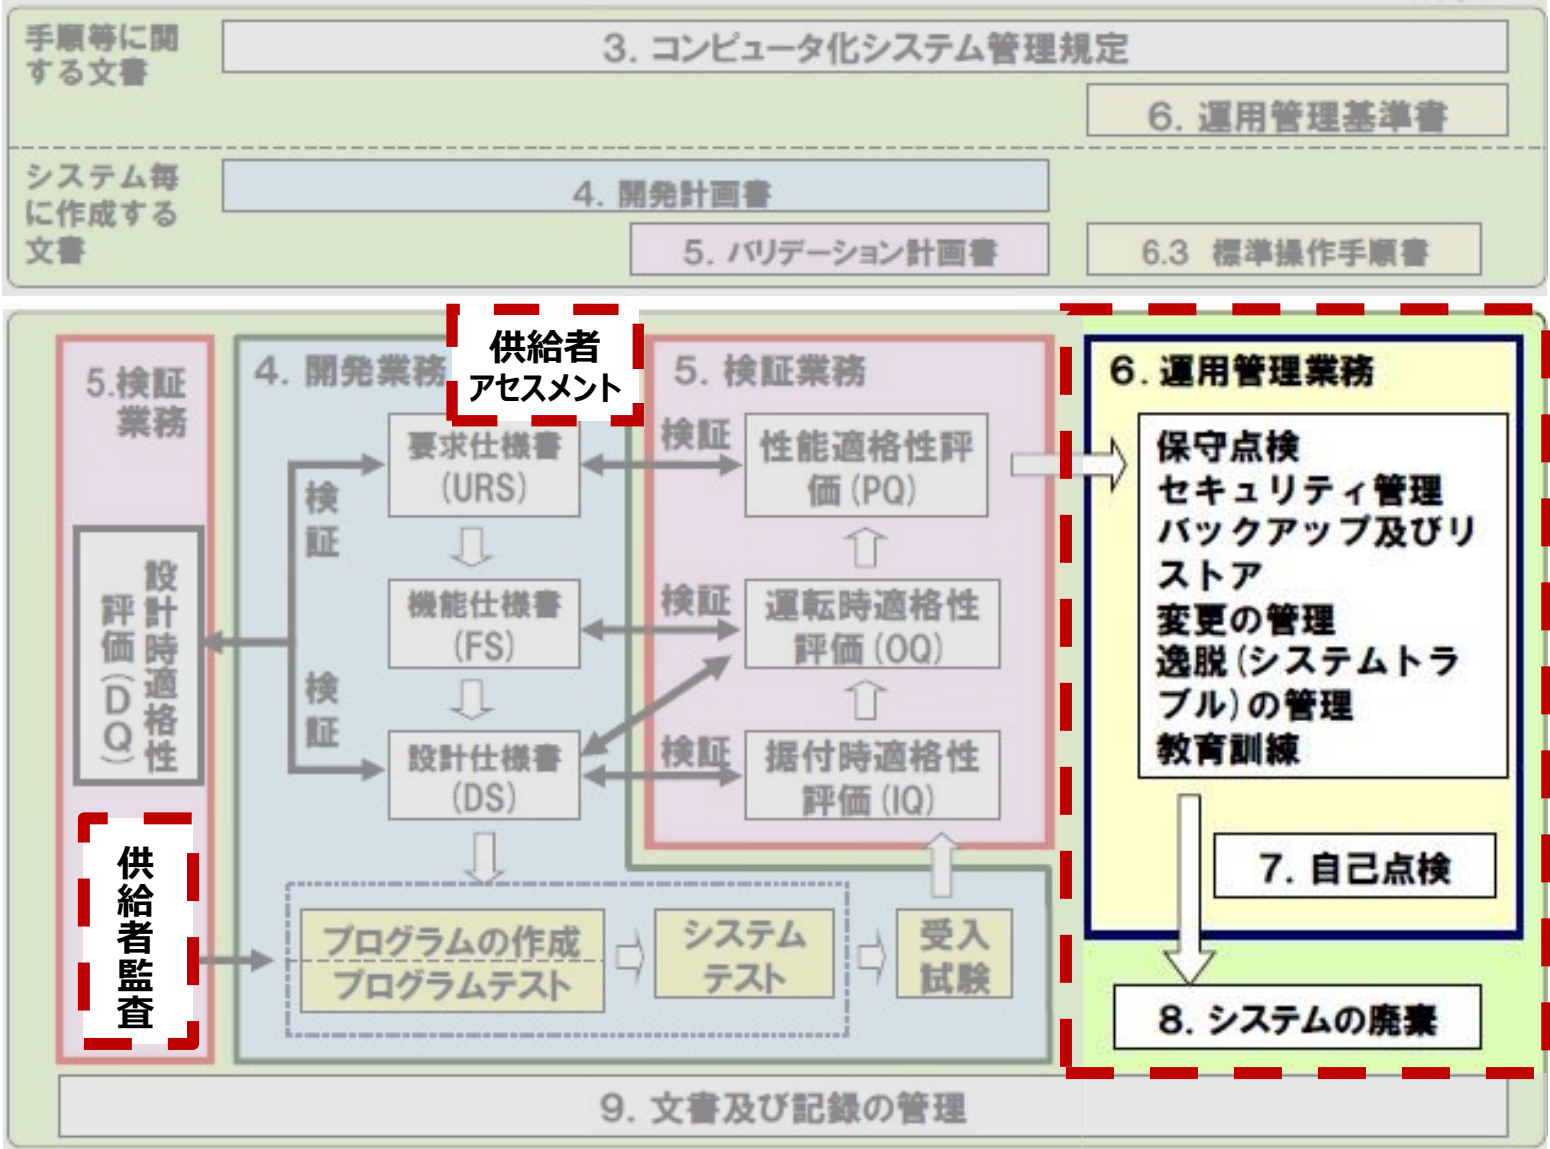 手順等に関
する文書
3. コンピュータ化システム管理規定
6. 運用管理基準書
システム毎
に作成する
文書
4. 開発計画書
5. バリデーション計画書
6.3 標準操作手順書
5.検証
業務
設計時適格性
評価(DQ)
供給者監査
4. 開発業務
供給者
アセスメント
検証
検証
要求仕様書
(URS)
機能仕様書
(FS)
設計仕様書
(DS)
プログラムの作成
プログラムテスト
システム
テスト
受入
試験
5. 検証業務
検証
性能適格性評
価(PQ)
検証
運転時適格性
評価(OQ)
検証
据付時適格性
評価(IQ)
6. 運用管理業務
保守点検
セキュリティ管理
バックアップ及びリ
ストア
変更の管理
逸脱(システムトラ
ブル)の管理
教育訓練
7. 自己点検
8. システムの廃棄
9. 文書及び記録の管理